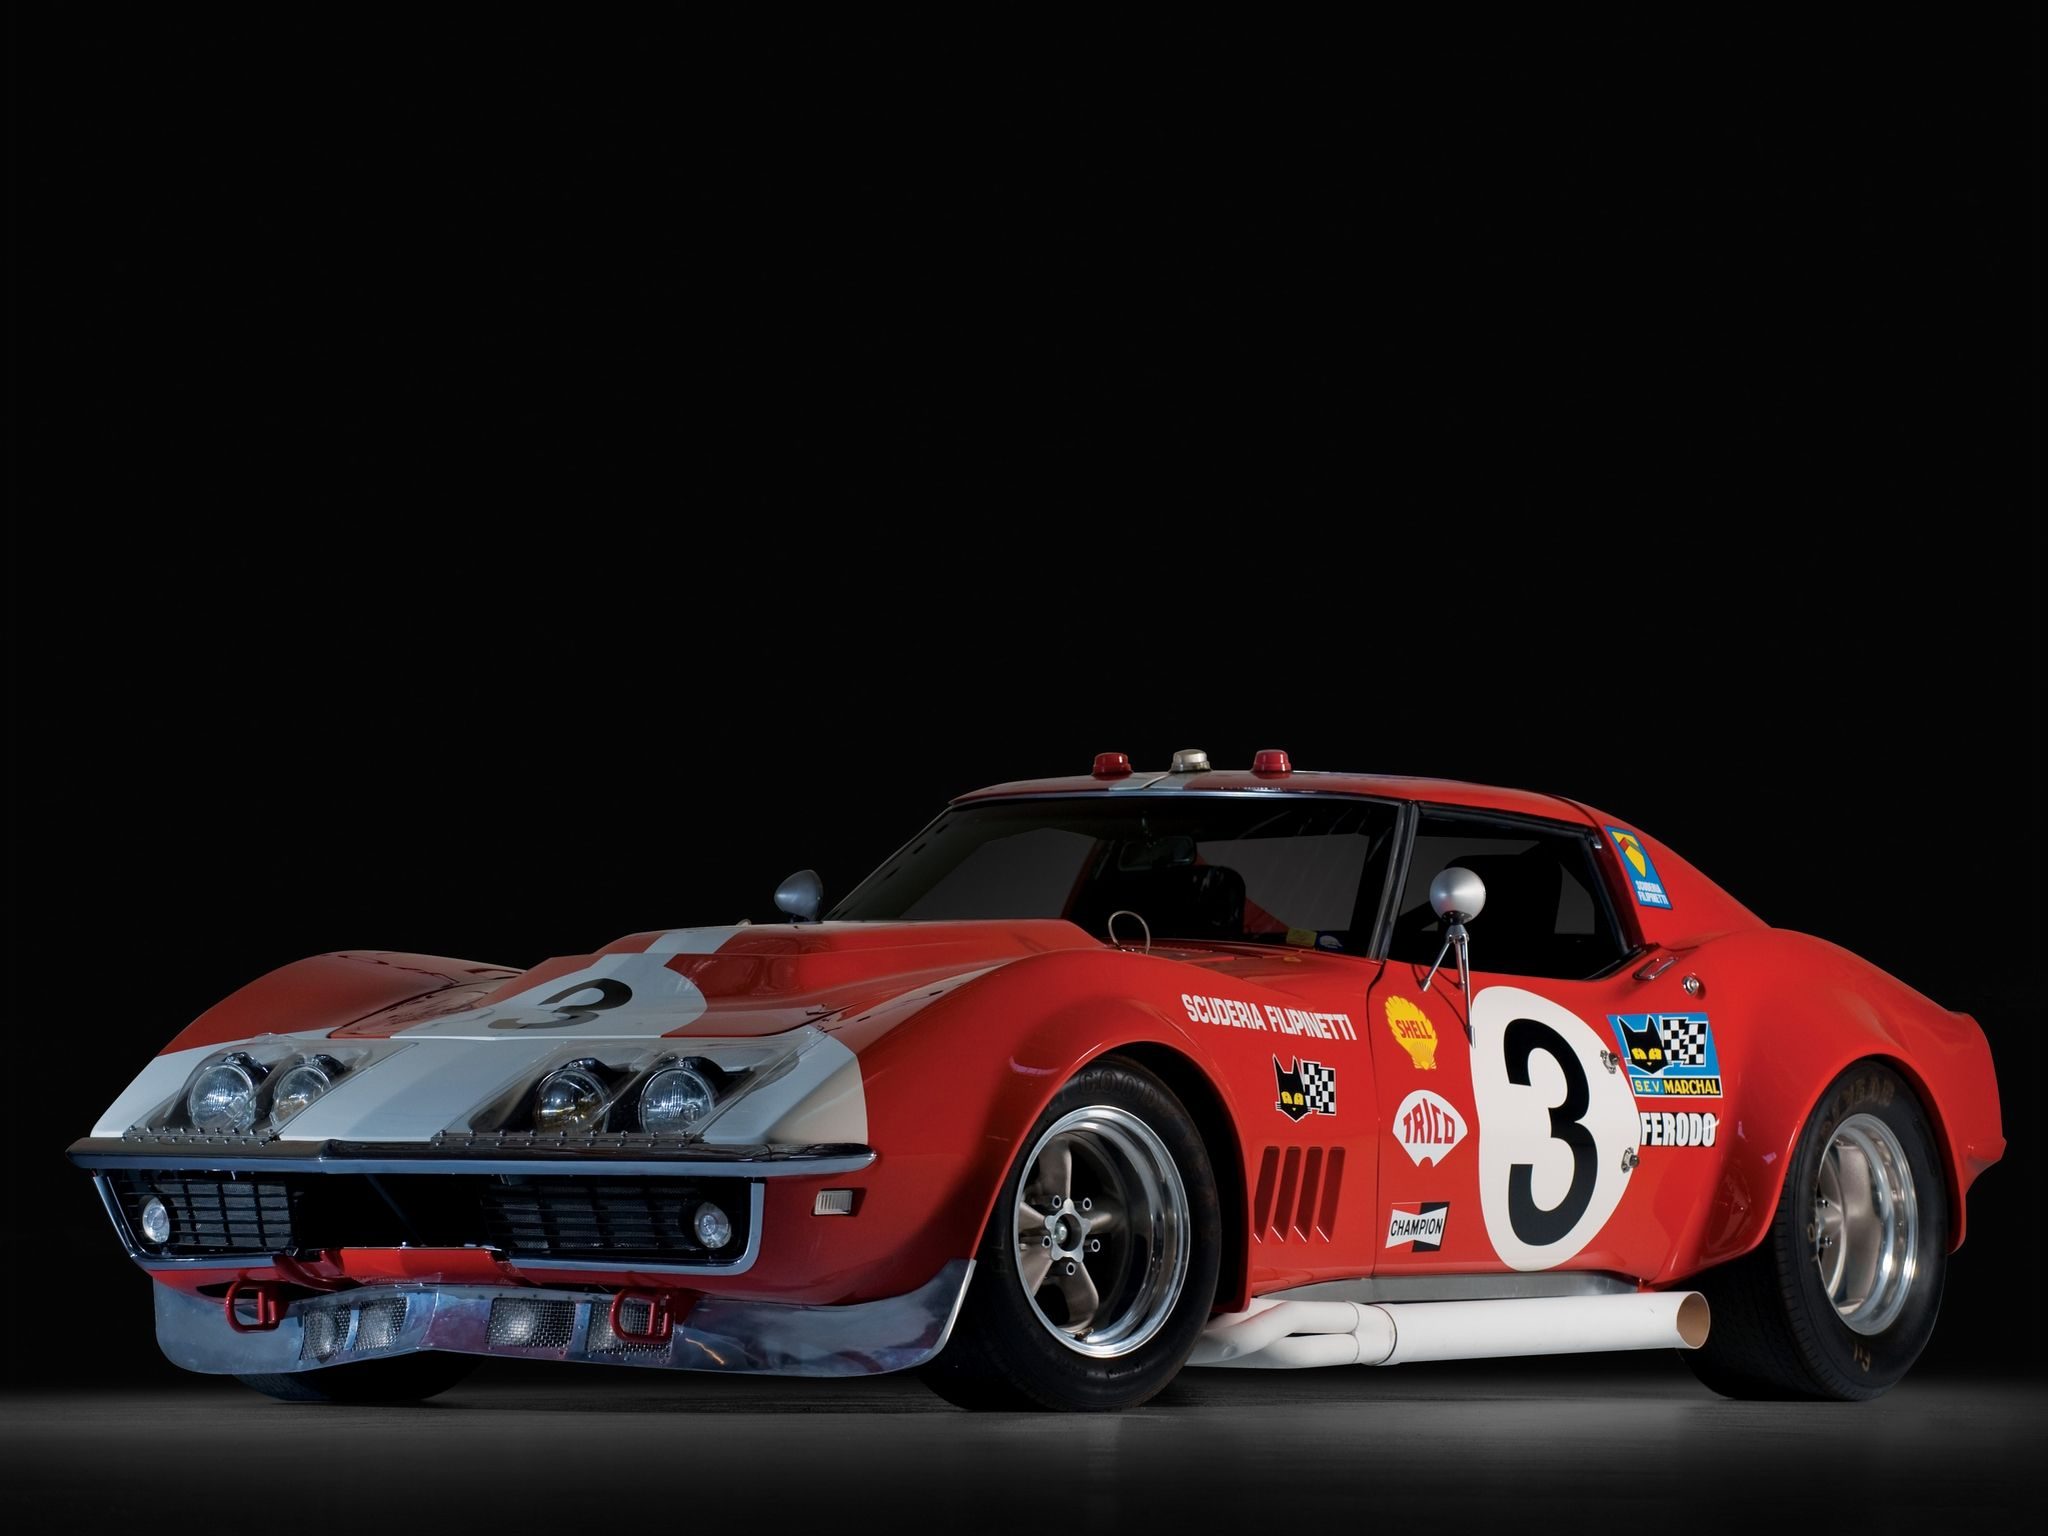 3
SCUDERIA FILIPINETTI
SHELL
TRICO
CHAMPION
3
SCUDERIA
FILIPINETTI
S.E.V. MARCHAL
FERODO